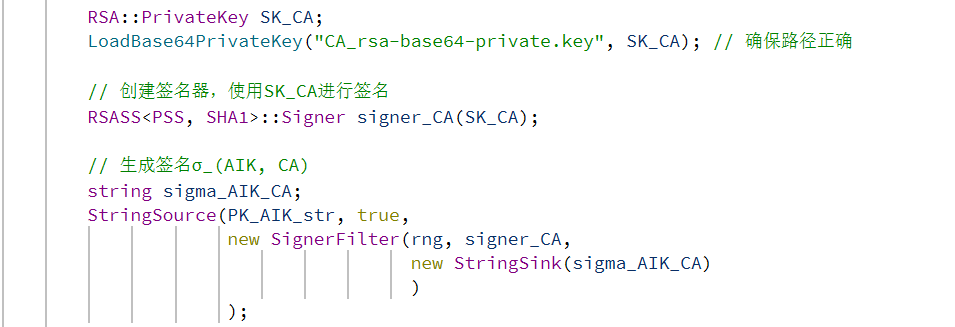 RSA::PrivateKey SK_CA;
LoadBase64PrivateKey("CA_rsa-base64-private.key", SK_CA); // 确保路径正确
// 创建签名器，使用SK_CA进行签名
RSASS<PSS, SHA1>::Signer signer_CA(SK_CA);
// 生成签名σ_(AIK, CA)
string sigma_AIK_CA;
StringSource(PK_AIK_str, true,
new SignerFilter(rng, signer_CA,
new StringSink(sigma_AIK_CA)
)
);